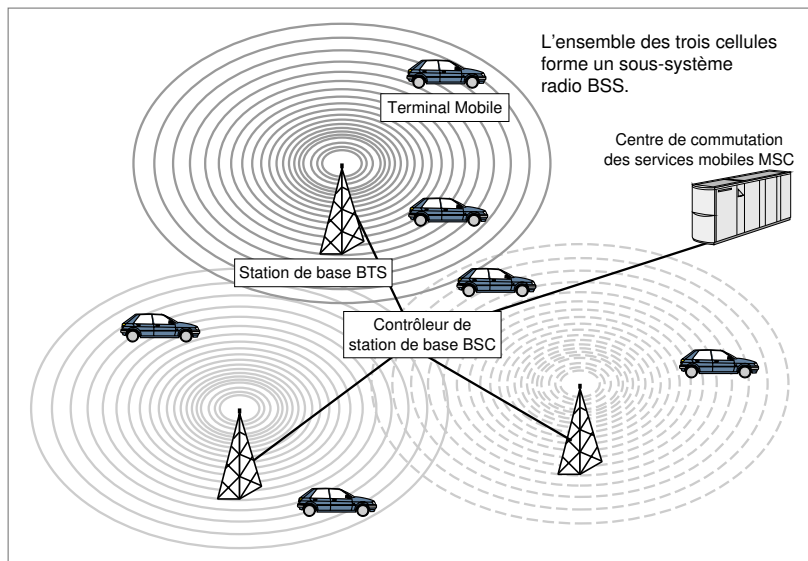 L'ensemble des trois cellules
forme un sous-système
radio BSS.
Terminal Mobile
Centre de commutation
des services mobiles MSC
Station de base BTS
Contrôleur de
station de base BSC